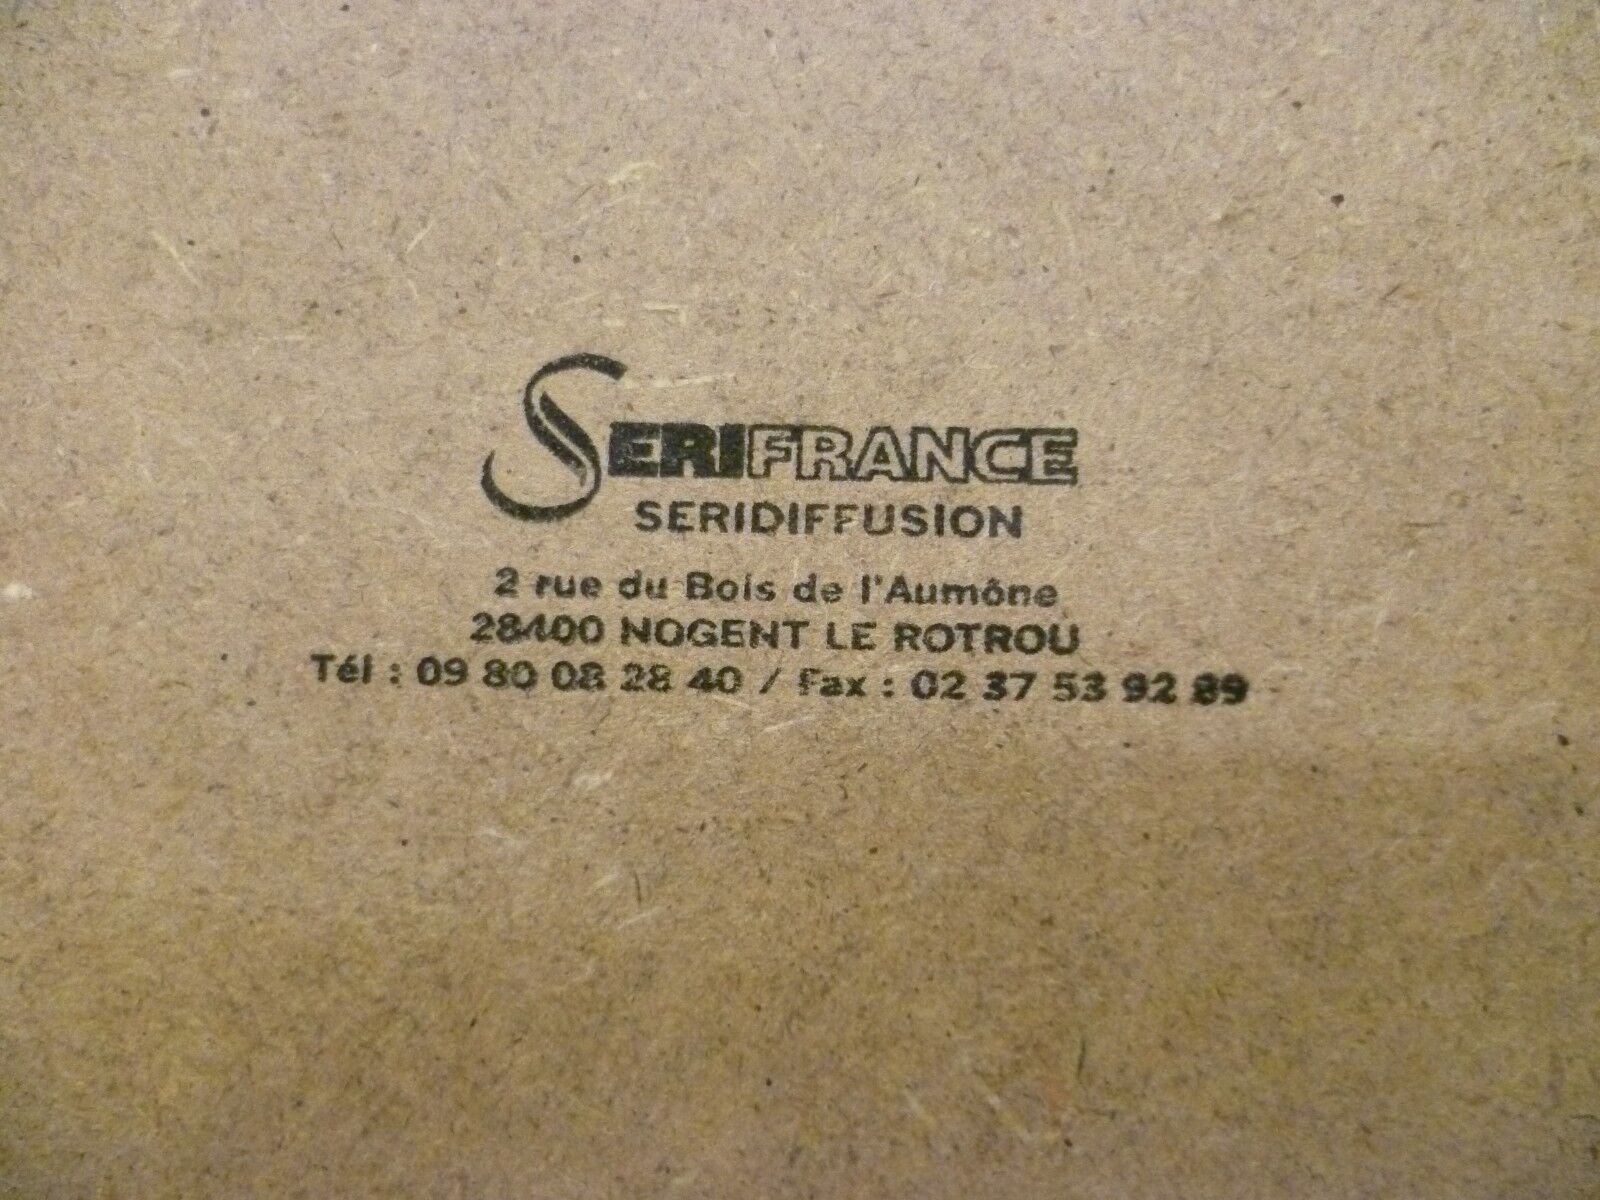 SERIFRANCE
SERIDIFFUSION
2 rue du Bois de l'Aumône
28400 NOGENT LE ROTROU
Tél : 09 80 08 28 40 / Fax : 02 37 53 92 89